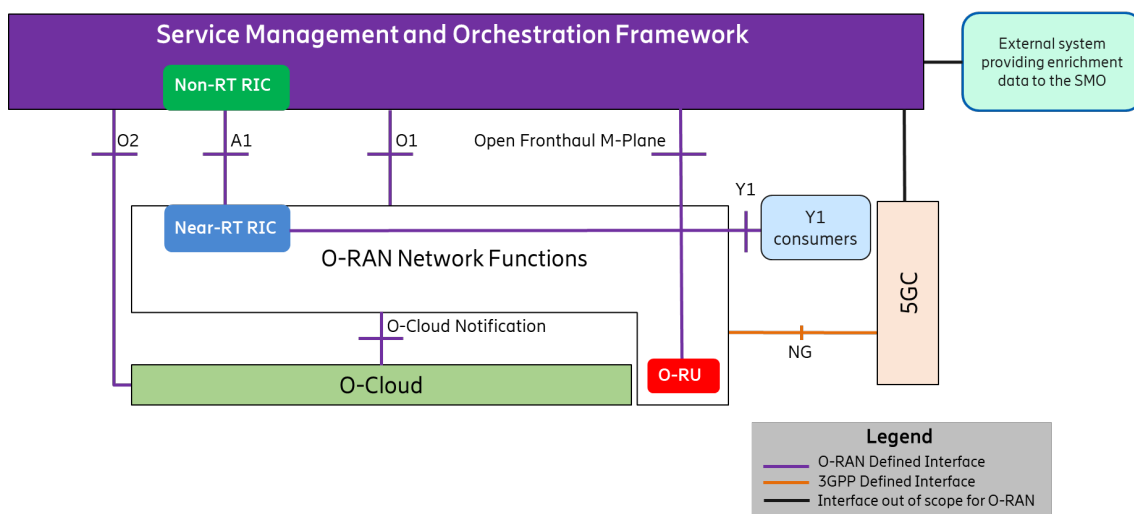 Service Management and Orchestration Framework
External system
providing enrichment
data to the SMO
Non-RT RIC
O2
A1
O1
Open Fronthaul M-Plane
Y1
Near-RT RIC
Y1
consumers
O-RAN Network Functions
5GC
O-Cloud Notification
NG
O-RU
O-Cloud
Legend
O-RAN Defined Interface
3GPP Defined Interface
Interface out of scope for O-RAN